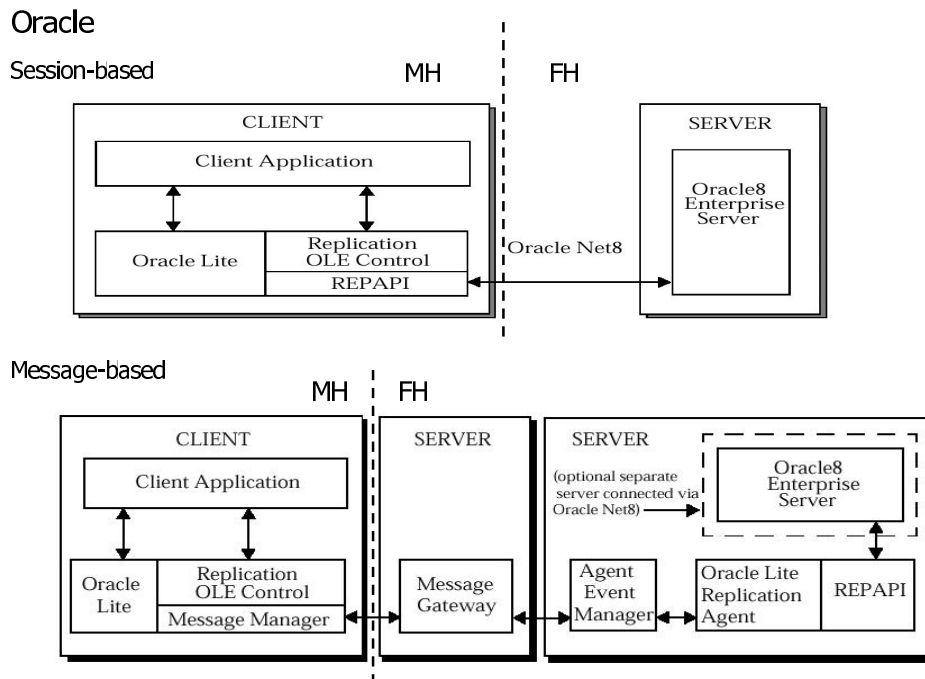 Oracle
Session-based
MH
FH
CLIENT
Client Application
Oracle Lite
Replication
OLE Control
REPAPI
Oracle Net8
SERVER
Oracle8
Enterprise
Server
Message-based
MH
FH
CLIENT
Client Application
Oracle
Lite
Replication
OLE Control
Message Manager
SERVER
Message
Gateway
SERVER
(optional separate
server connected via
Oracle Net8)
Oracle8
Enterprise
Server
Agent
Event
Manager
Oracle Lite
Replication
Agent
REPAPI